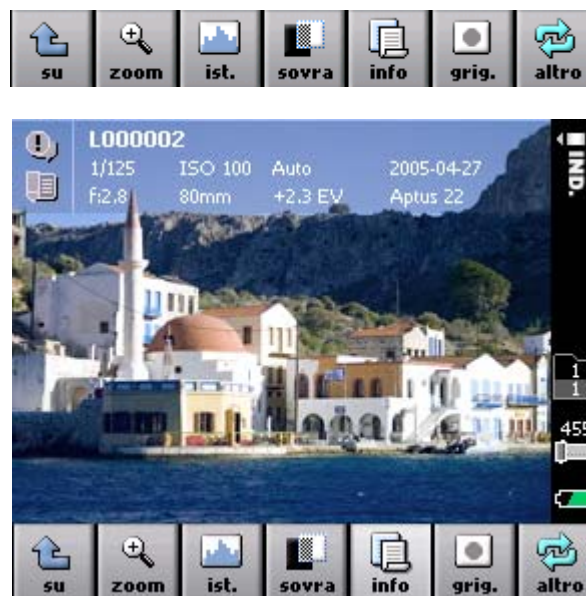 su zoom ist. sovra info grig. altro
L000002
1/125 ISO 100 Auto 2005-04-27
f:2.8 80mm +2.3 EV Aptus 22
IND.
1
1
455
su zoom ist. sovra info grig. altro